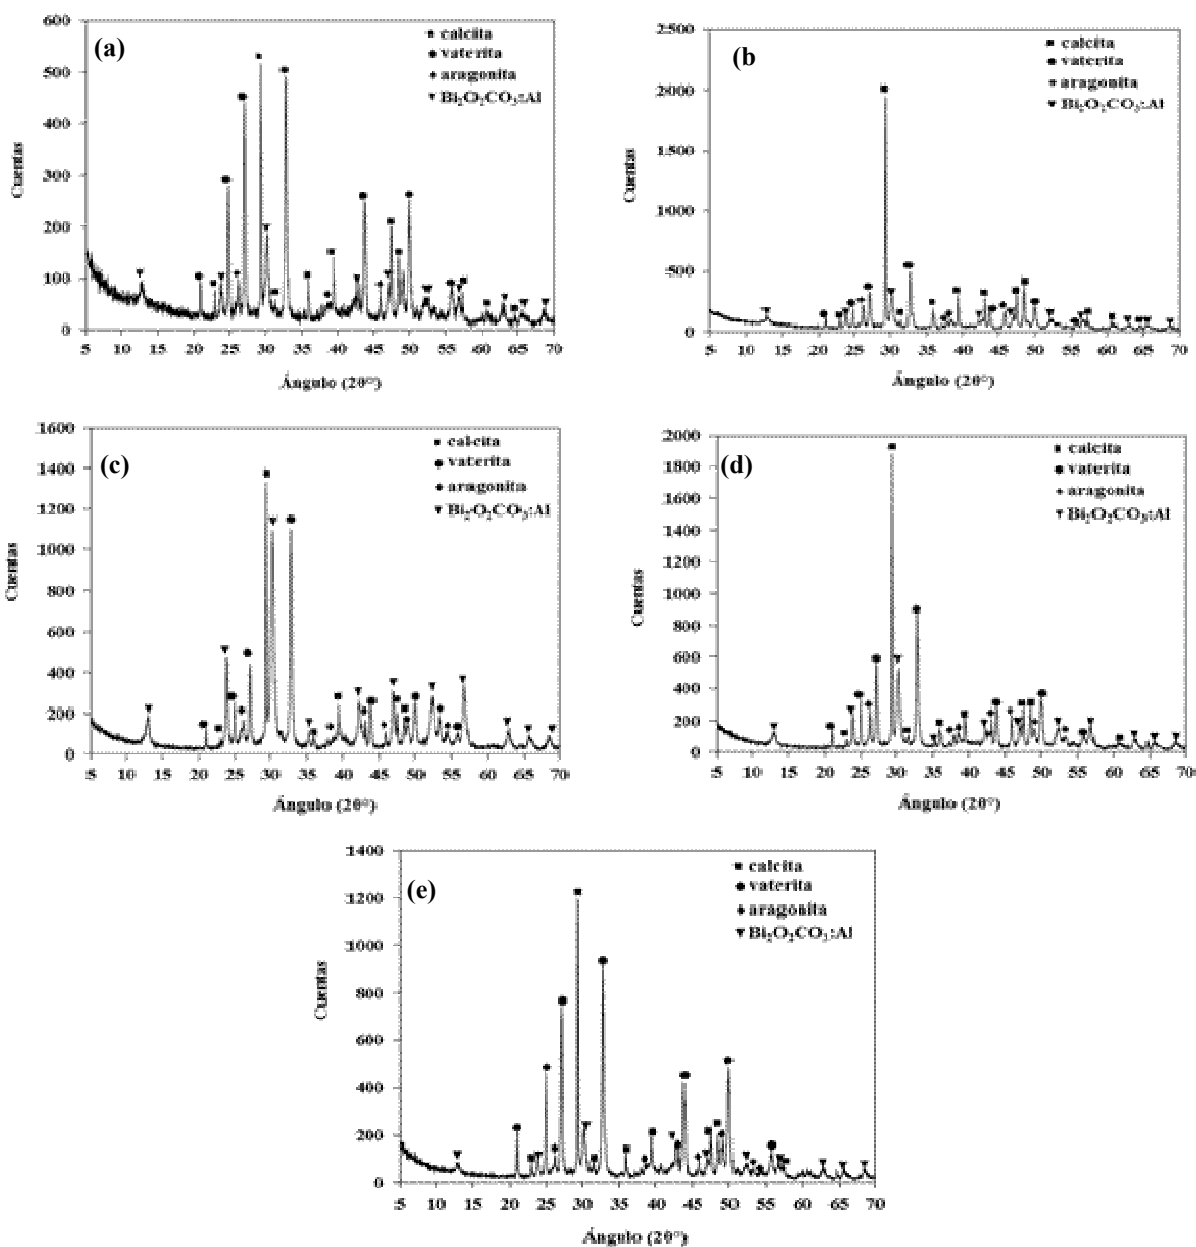 (a)
calcita
vaterita
aragonita
Bi₂O₂CO₃:Al
600
500
400
300
200
100
0
Cuentas
5 10 15 20 25 30 35 40 45 50 55 60 65 70
Ángulo (2θ°)
(b)
calcita
vaterita
aragonita
Bi₂O₂CO₃:Al
2500
2000
1500
1000
500
0
Cuentas
5 10 15 20 25 30 35 40 45 50 55 60 65 70
Ángulo (2θ°)
(c)
calcita
vaterita
aragonita
Bi₂O₂CO₃:Al
1600
1400
1200
1000
800
600
400
200
0
Cuentas
5 10 15 20 25 30 35 40 45 50 55 60 65 70
Ángulo (2θ°)
(d)
calcita
vaterita
aragonita
Bi₂O₂CO₃:Al
2000
1800
1600
1400
1200
1000
800
600
400
200
0
Cuentas
5 10 15 20 25 30 35 40 45 50 55 60 65 70
Ángulo (2θ°)
(e)
calcita
vaterita
aragonita
Bi₂O₂CO₃:Al
1400
1200
1000
800
600
400
200
0
Cuentas
5 10 15 20 25 30 35 40 45 50 55 60 65 70
Ángulo (2θ°)